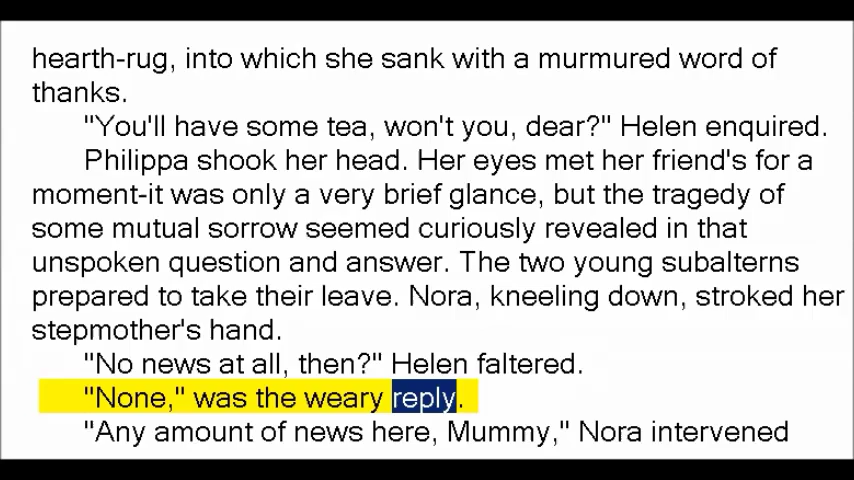 hearth-rug, into which she sank with a murmured word of
thanks.
"You'll have some tea, won't you, dear?" Helen enquired.
Philippa shook her head. Her eyes met her friend's for a
moment-it was only a very brief glance, but the tragedy of
some mutual sorrow seemed curiously revealed in that
unspoken question and answer. The two young subalterns
prepared to take their leave. Nora, kneeling down, stroked her
stepmother's hand.
"No news at all, then?" Helen faltered.
"None," was the weary reply.
"Any amount of news here, Mummy," Nora intervened